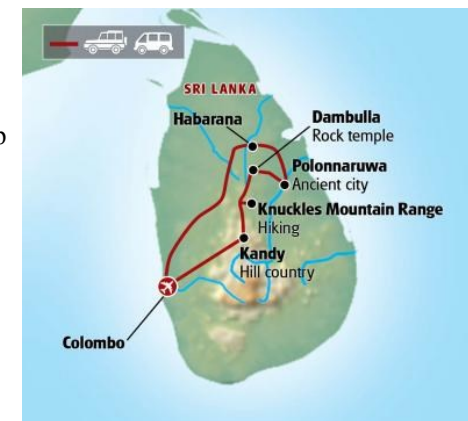 SRI LANKA
Habarana
Dambulla
Rock temple
Polonnaruwa
Ancient city
Knuckles Mountain Range
Hiking
Kandy
Hill country
Colombo